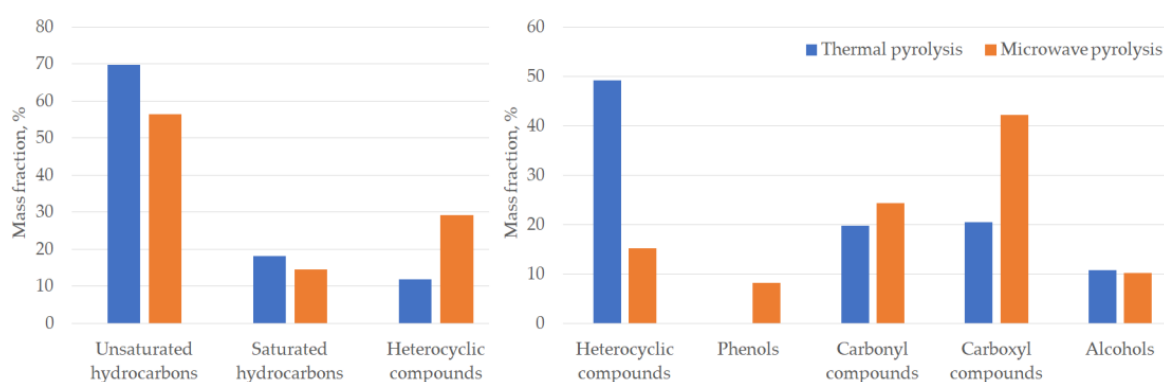 Mass fraction, %
80
70
60
50
40
30
20
10
0
Unsaturated
hydrocarbons
Saturated
hydrocarbons
Heterocyclic
compounds
Mass fraction, %
60
50
40
30
20
10
0
Thermal pyrolysis
Microwave pyrolysis
Heterocyclic
compounds
Phenols
Carbonyl
compounds
Carboxyl
compounds
Alcohols